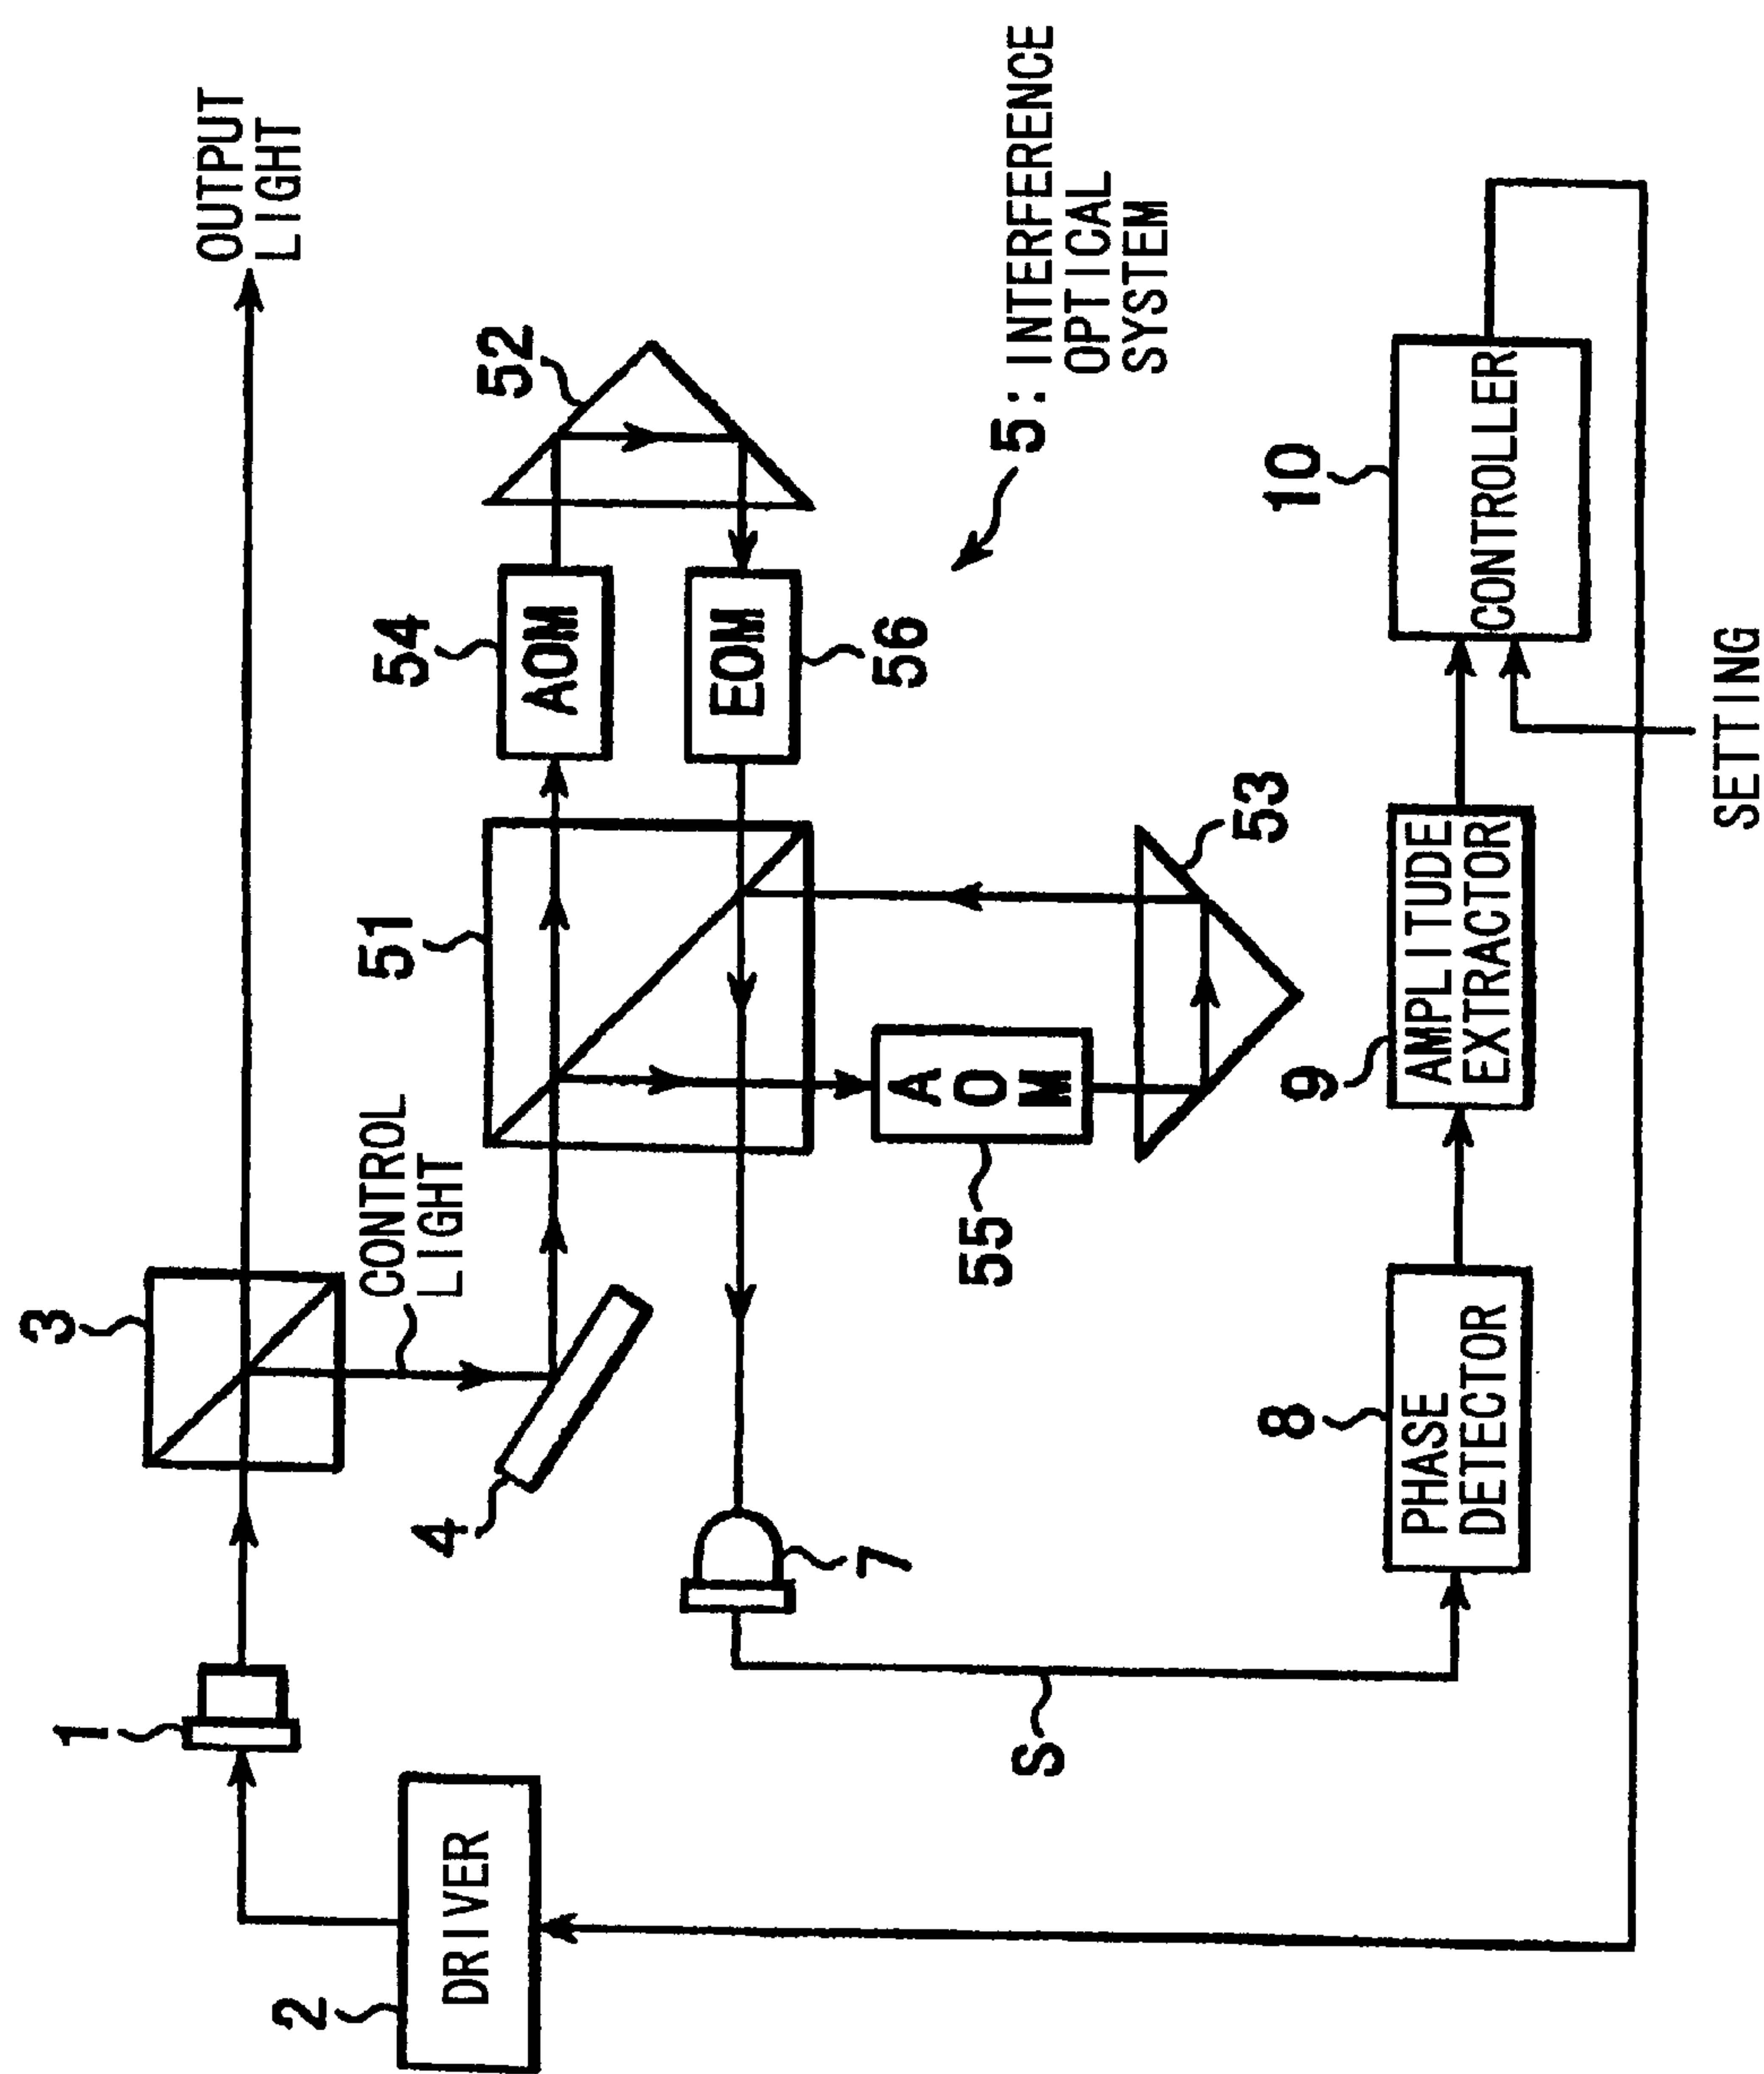 OUTPUT
LIGHT
3
1
CONTROL
LIGHT
2
DRIVER
4
51
54
AOM
52
EOM
56
7
55
AOM
53
5: INTERFERENCE
OPTICAL
SYSTEM
S
8
PHASE
DETECTOR
9
AMPLITUDE
EXTRACTOR
10
CONTROLLER
SETTING